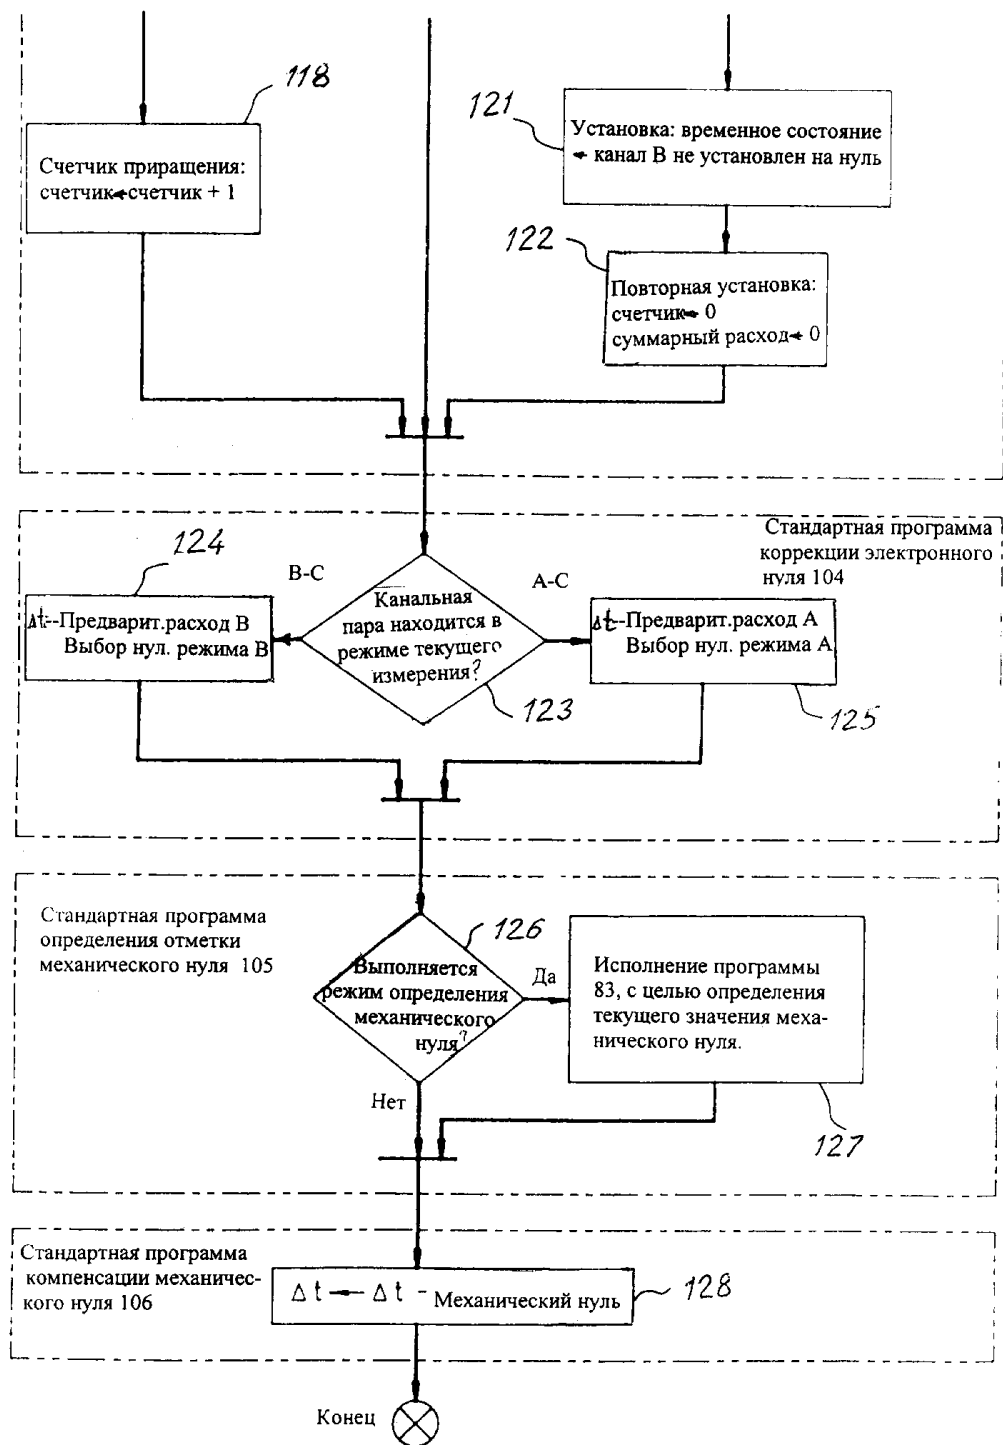 118
Счетчик приращения:
счетчик←счетчик + 1
121
Установка: временное состояние
← канал В не установлен на нуль
122
Повторная установка:
счетчик← 0
суммарный расход← 0
Стандартная программа
коррекции электронного
нуля 104
124
В-С
А-С
Δt--Предварит.расход В
Выбор нул. режима В
Канальная
пара находится в
режиме текущего
измерения?
Δt--Предварит.расход А
Выбор нул. режима А
123
125
Стандартная программа
определения отметки
механического нуля 105
126
Выполняется
режим определения
механического
нуля?
Да
Нет
Исполнение программы
83, с целью определения
текущего значения меха-
нического нуля.
127
Стандартная программа
компенсации механичес-
кого нуля 106
Δ t ← Δ t - Механический нуль
128
Конец